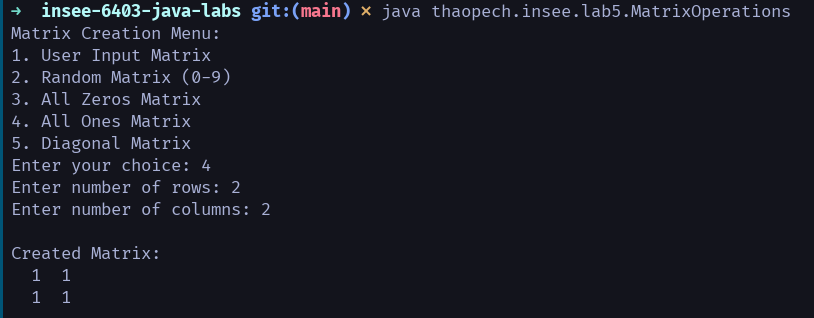 → insee-6403-java-labs git:(main) × java thaopech.insee.lab5.MatrixOperations
Matrix Creation Menu:
1. User Input Matrix
2. Random Matrix (0-9)
3. All Zeros Matrix
4. All Ones Matrix
5. Diagonal Matrix
Enter your choice: 4
Enter number of rows: 2
Enter number of columns: 2
Created Matrix:
1 1
1 1